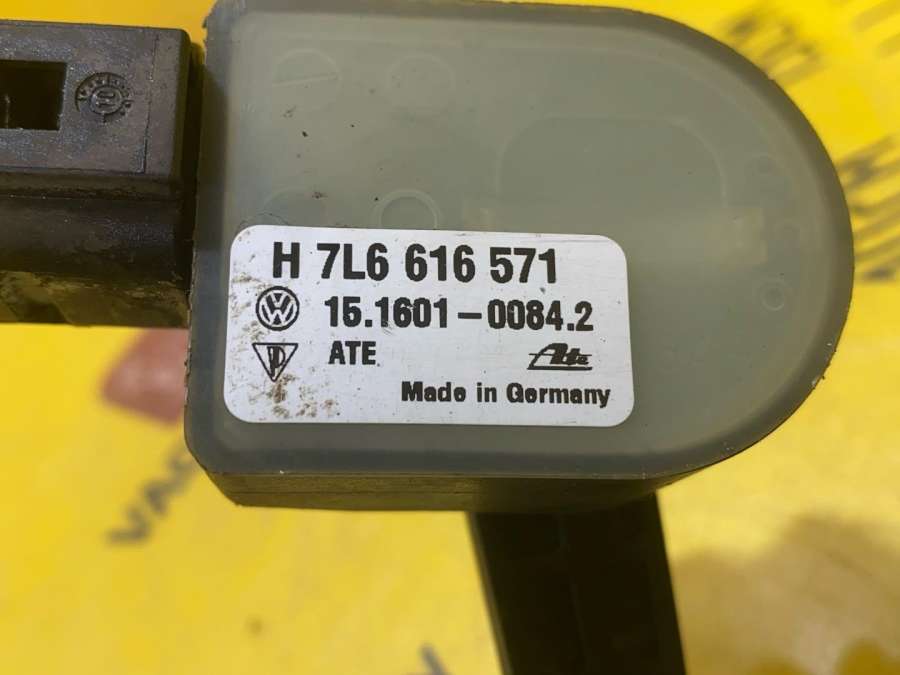 H 7L6 616 571
15.1601-0084.2
ATE Ate
Made in Germany